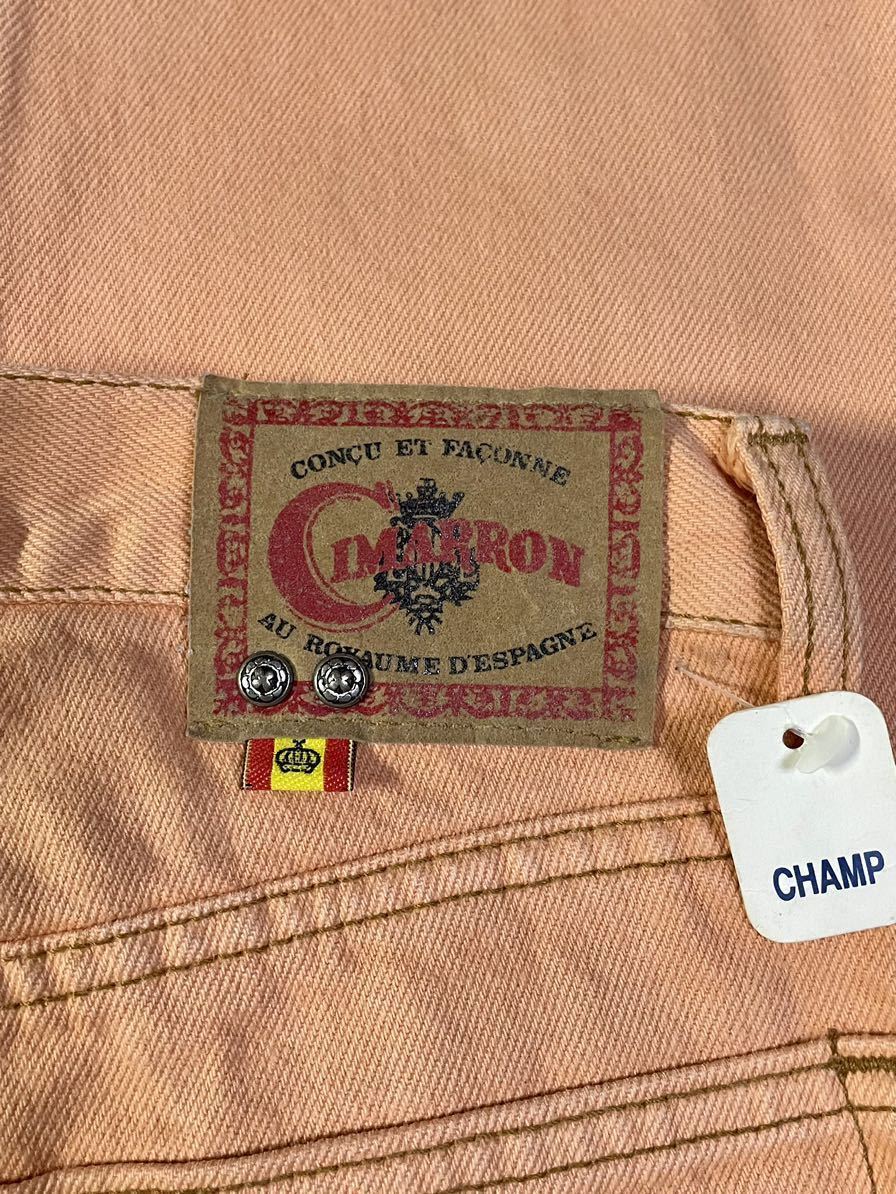 CONÇU ET FAÇONNE
CIMARRON
AU ROYAUME D'ESPAGNE
CHAMP